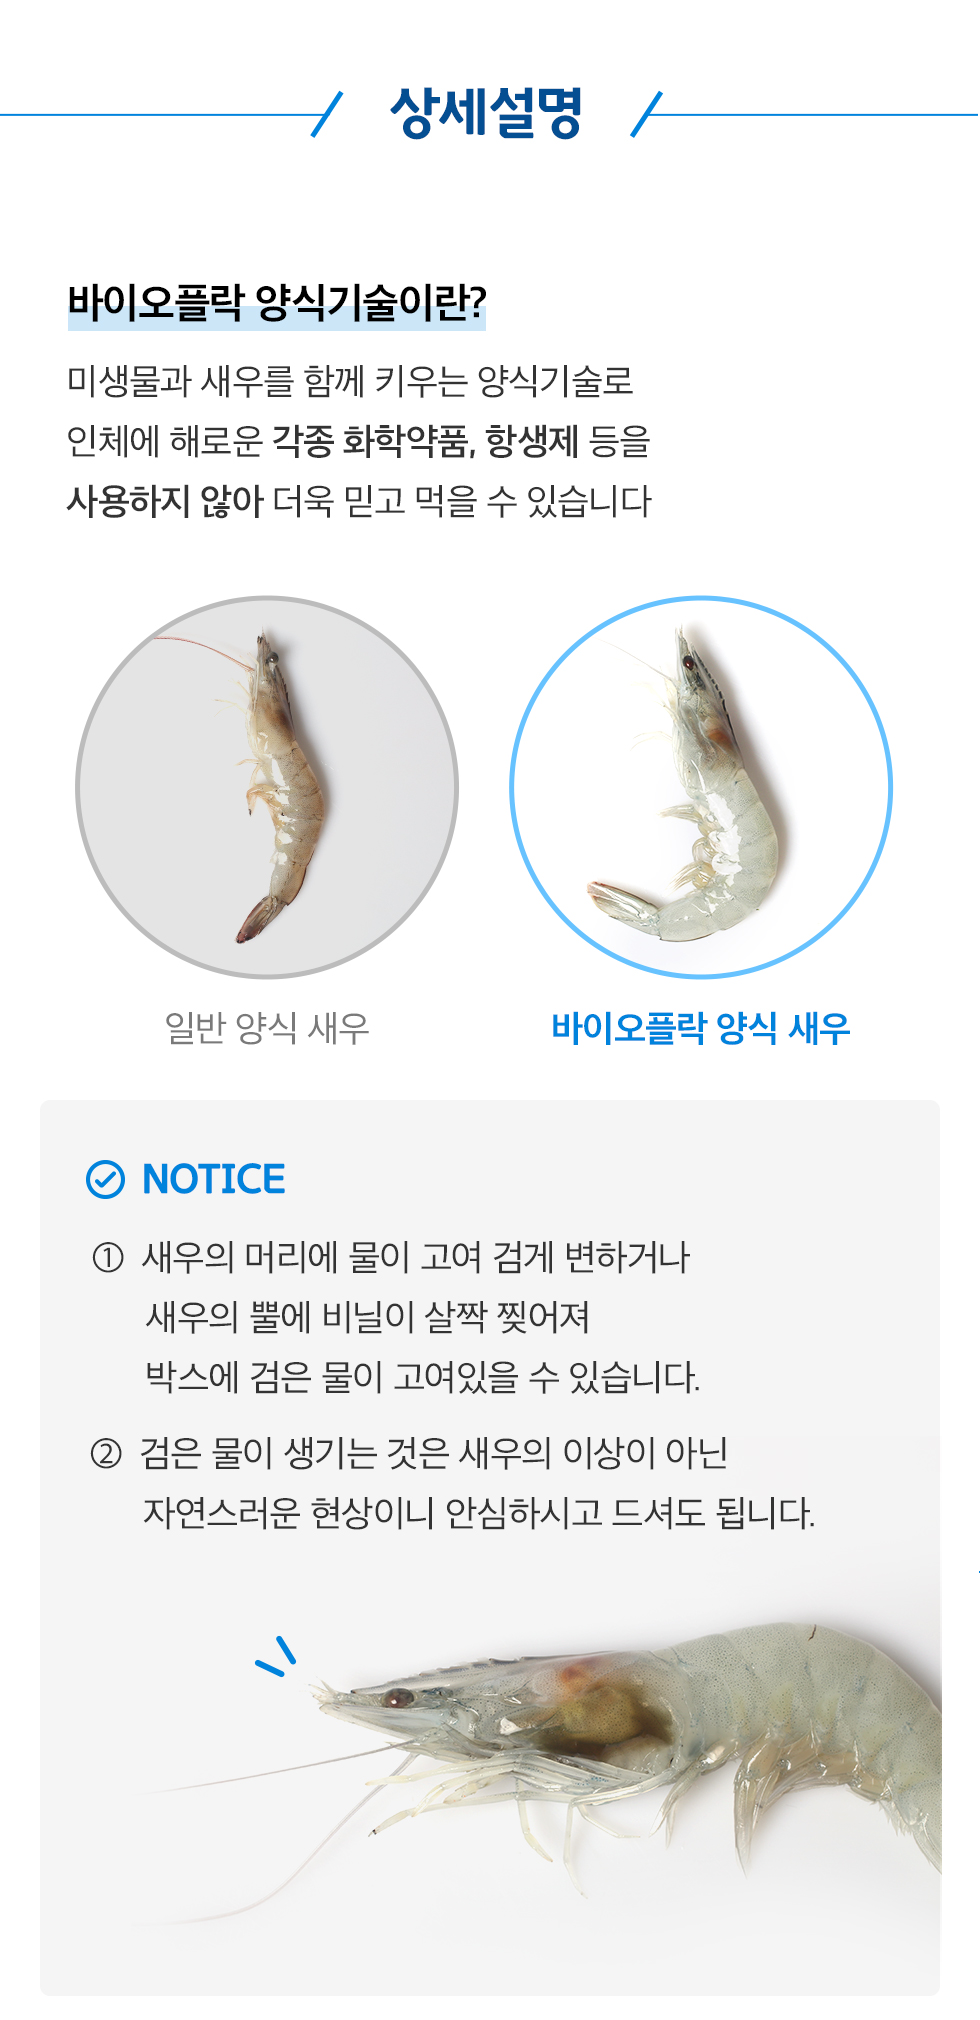 상세설명
바이오플락 양식기술이란?
미생물과 새우를 함께 키우는 양식기술로
인체에 해로운 각종 화학약품, 항생제 등을
사용하지 않아 더욱 믿고 먹을 수 있습니다
일반 양식 새우
바이오플락 양식 새우
NOTICE
① 새우의 머리에 물이 고여 검게 변하거나
새우의 뿔에 비닐이 살짝 찢어져
박스에 검은 물이 고여있을 수 있습니다.
② 검은 물이 생기는 것은 새우의 이상이 아닌
자연스러운 현상이니 안심하시고 드셔도 됩니다.